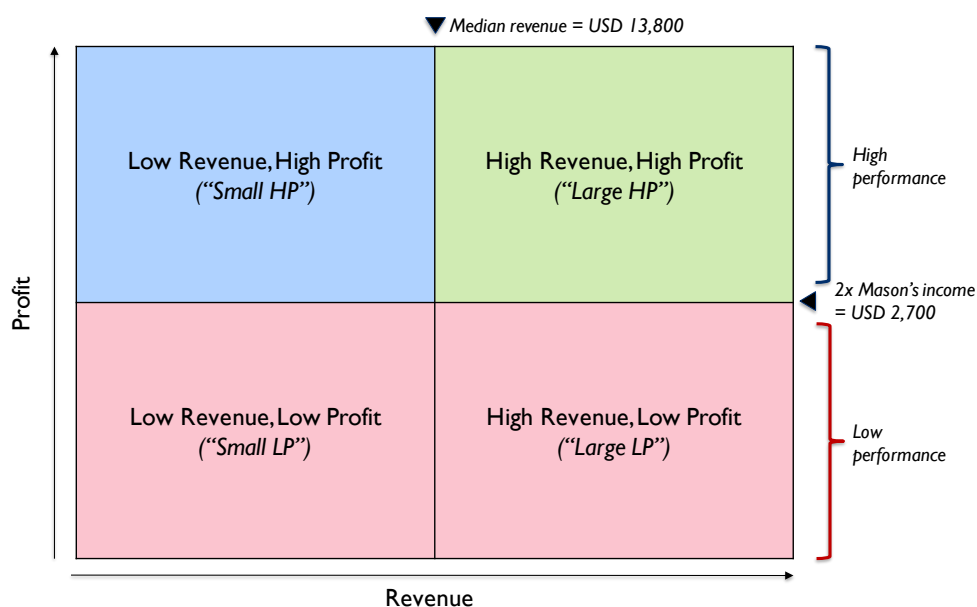 Median revenue = USD 13,800
Low Revenue, High Profit
(“Small HP”)
High Revenue, High Profit
(“Large HP”)
High
performance
Profit
2x Mason’s income
= USD 2,700
Low Revenue, Low Profit
(“Small LP”)
High Revenue, Low Profit
(“Large LP”)
Low
performance
Revenue